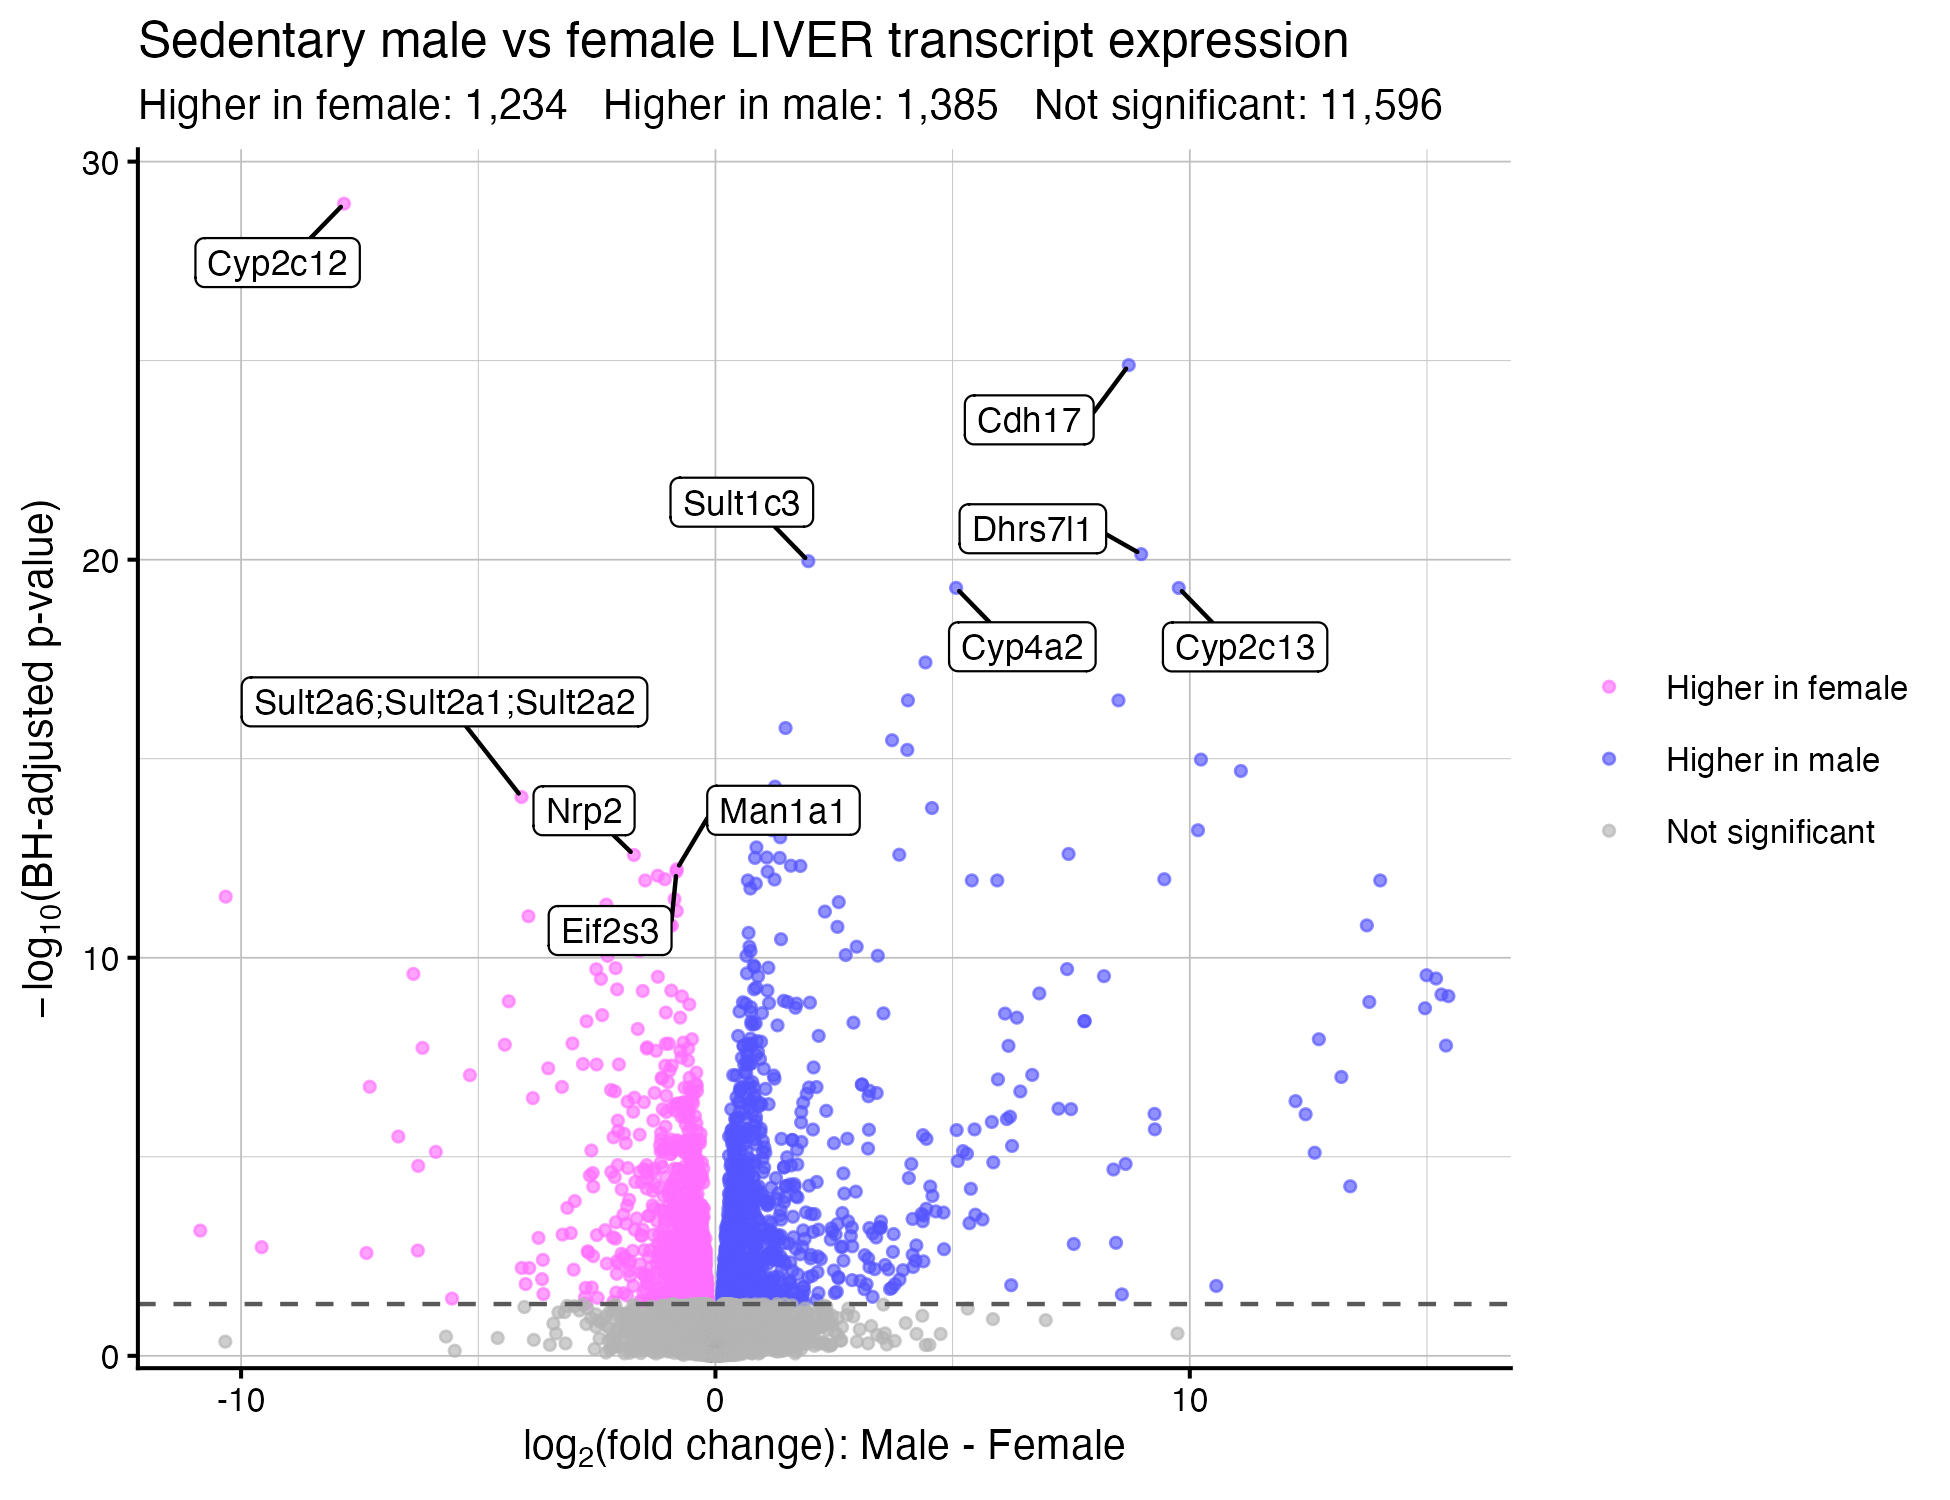 Sedentary male vs female LIVER transcript expression
Higher in female: 1,234 Higher in male: 1,385 Not significant: 11,596
30
Cyp2c12
Cdh17
Sult1c3
Dhrs7l1
20
Cyp4a2
Cyp2c13
Sult2a6;Sult2a1;Sult2a2
Nrp2
Man1a1
Eif2s3
10
0
-10
0
10
−log10(BH-adjusted p-value)
log2(fold change): Male - Female
Higher in female
Higher in male
Not significant